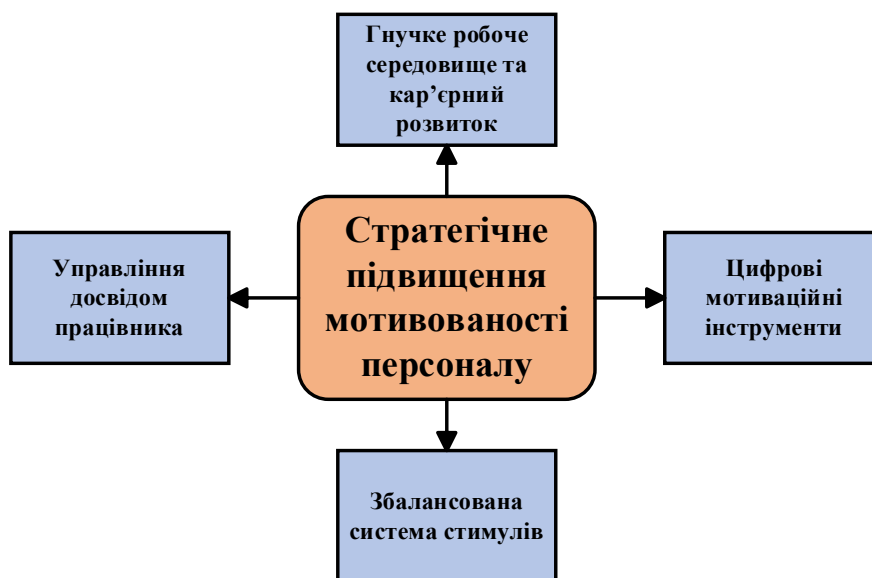 Гнучке робоче
середовище та
кар’єрний
розвиток
Стратегічне
підвищення
мотивованості
персоналу
Управління
досвідом
працівника
Цифрові
мотиваційні
інструменти
Збалансована
система стимулів